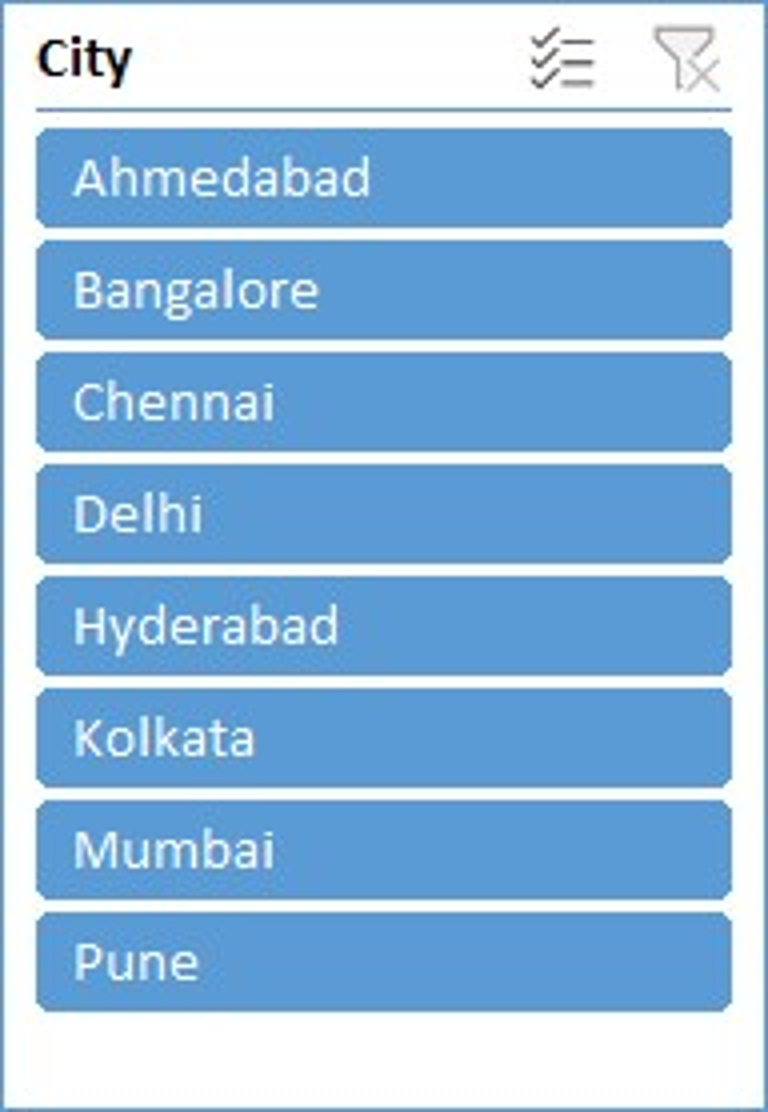 City
Ahmedabad
Bangalore
Chennai
Delhi
Hyderabad
Kolkata
Mumbai
Pune